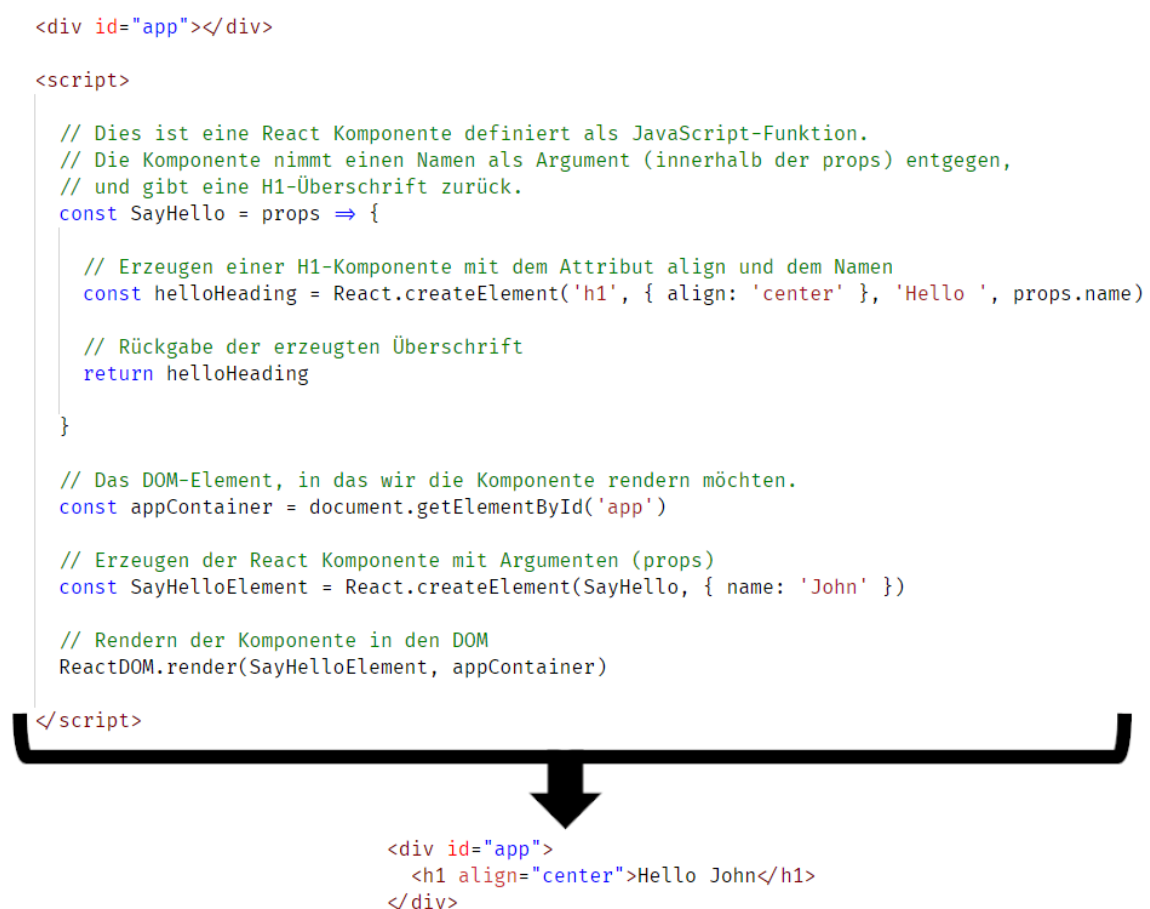 <div id="app"></div>
<script>
// Dies ist eine React Komponente definiert als JavaScript-Funktion.
// Die Komponente nimmt einen Namen als Argument (innerhalb der props) entgegen,
// und gibt eine H1-Überschrift zurück.
const SayHello = props => {
// Erzeugen einer H1-Komponente mit dem Attribut align und dem Namen
const helloHeading = React.createElement('h1', { align: 'center' }, 'Hello ', props.name)
// Rückgabe der erzeugten Überschrift
return helloHeading
}
// Das DOM-Element, in das wir die Komponente rendern möchten.
const appContainer = document.getElementById('app')
// Erzeugen der React Komponente mit Argumenten (props)
const SayHelloElement = React.createElement(SayHello, { name: 'John' })
// Rendern der Komponente in den DOM
ReactDOM.render(SayHelloElement, appContainer)
</script>
<div id="app">
<h1 align="center">Hello John</h1>
</div>